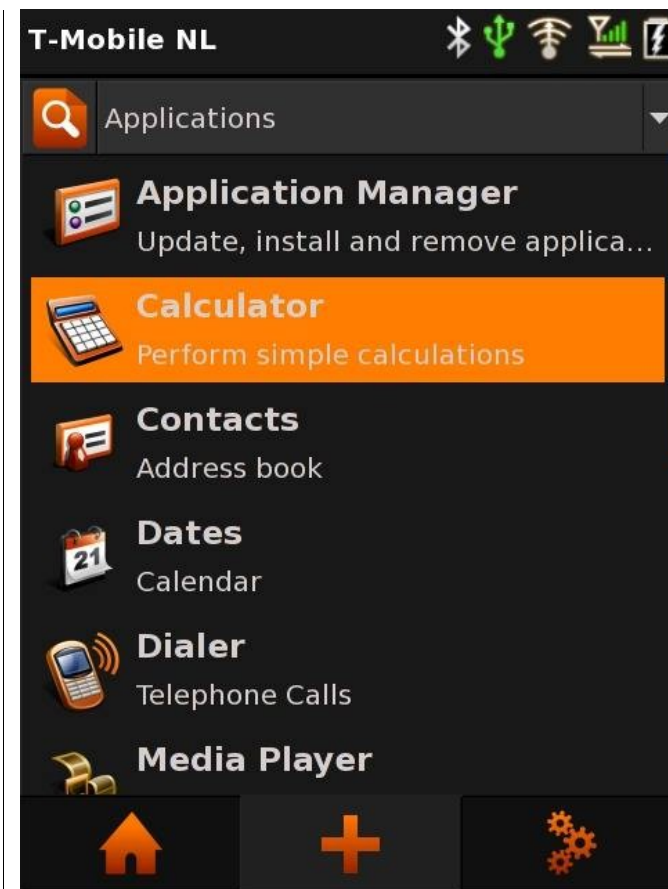 T-Mobile NL
Applications
Application Manager
Update, install and remove applica...
Calculator
Perform simple calculations
Contacts
Address book
21
Dates
Calendar
Dialer
Telephone Calls
Media Player